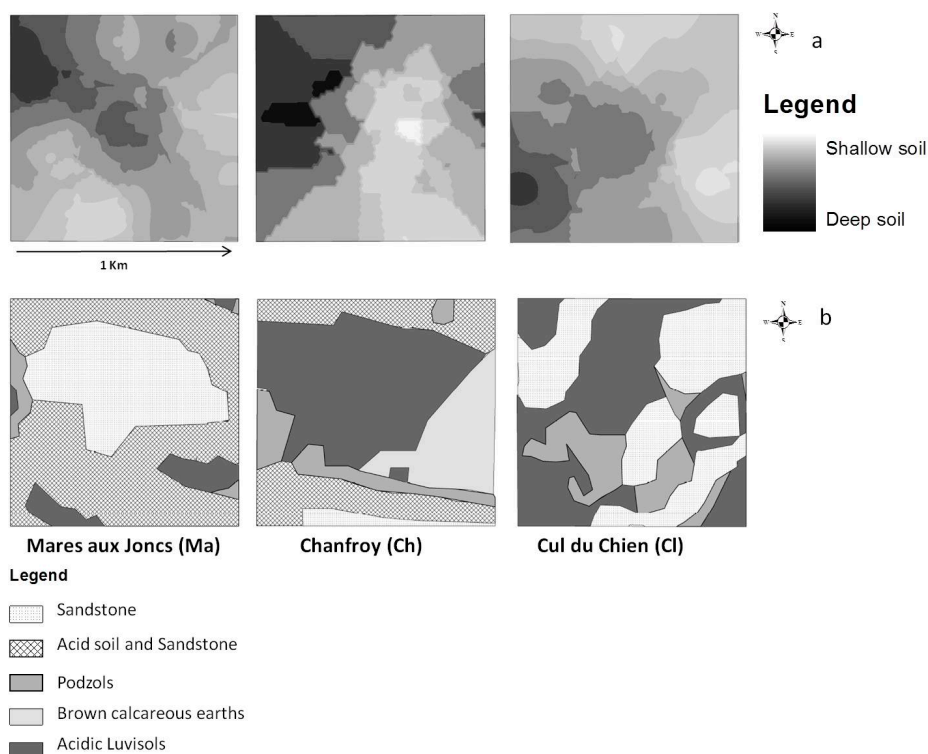 N
W E
S
a
Legend
Shallow soil
Deep soil
1 Km
N
W E
S
b
Mares aux Joncs (Ma)
Chanfroy (Ch)
Cul du Chien (Cl)
Legend
Sandstone
Acid soil and Sandstone
Podzols
Brown calcareous earths
Acidic Luvisols